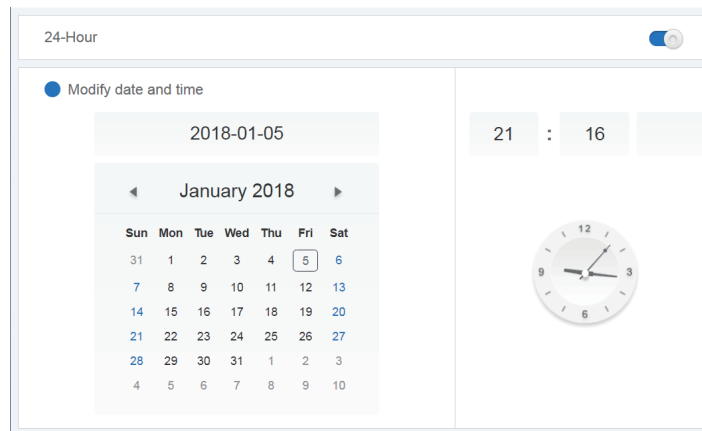 24-Hour
Modify date and time
2018-01-05
21 : 16
January 2018
Sun Mon Tue Wed Thu Fri Sat
31 1 2 3 4 5 6
7 8 9 10 11 12 13
14 15 16 17 18 19 20
21 22 23 24 25 26 27
28 29 30 31 1 2 3
4 5 6 7 8 9 10
12
9 3
6